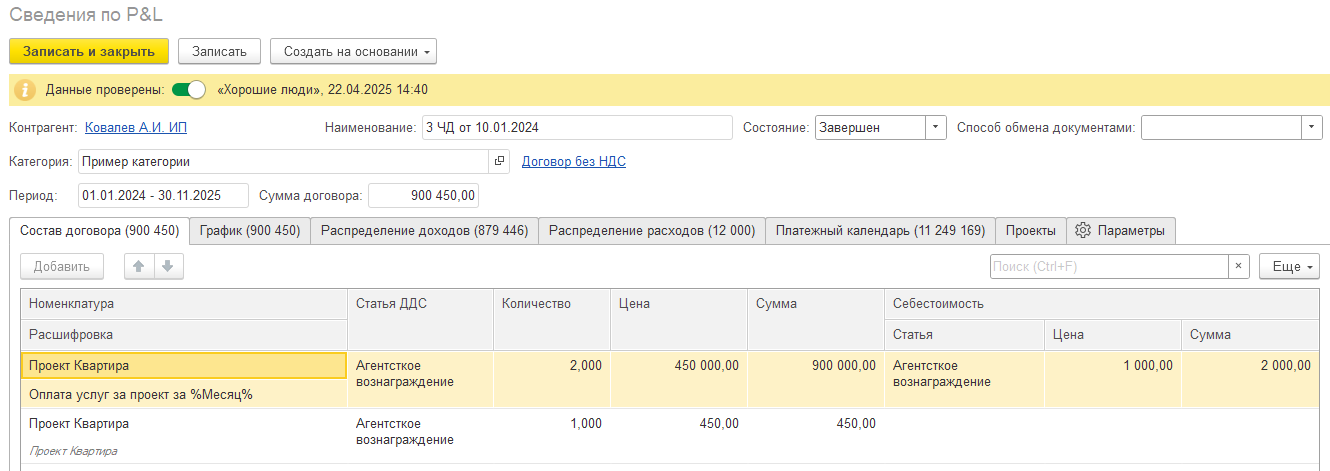 Сведения по P&L
Записать и закрыть Записать Создать на основании
Данные проверены: «Хорошие люди», 22.04.2025 14:40
Контрагент: Ковалев А.И. ИП Наименование: 3 ЧД от 10.01.2024 Состояние: Завершен Способ обмена документами:
Категория: Пример категории Договор без НДС
Период: 01.01.2024 - 30.11.2025 Сумма договора: 900 450,00
Состав договора (900 450) График (900 450) Распределение доходов (879 446) Распределение расходов (12 000) Платежный календарь (11 249 169) Проекты Параметры
Добавить Поиск (Ctrl+F) × Еще
Номенклатура Статья ДДС Количество Цена Сумма Себестоимость
Расшифровка Статья Цена Сумма
Проект Квартира Агентсткое 2,000 450 000,00 900 000,00 Агентсткое 1 000,00 2 000,00
вознаграждение вознаграждение
Оплата услуг за проект за %Месяц%
Проект Квартира Агентсткое 1,000 450,00 450,00
вознаграждение
Проект Квартира